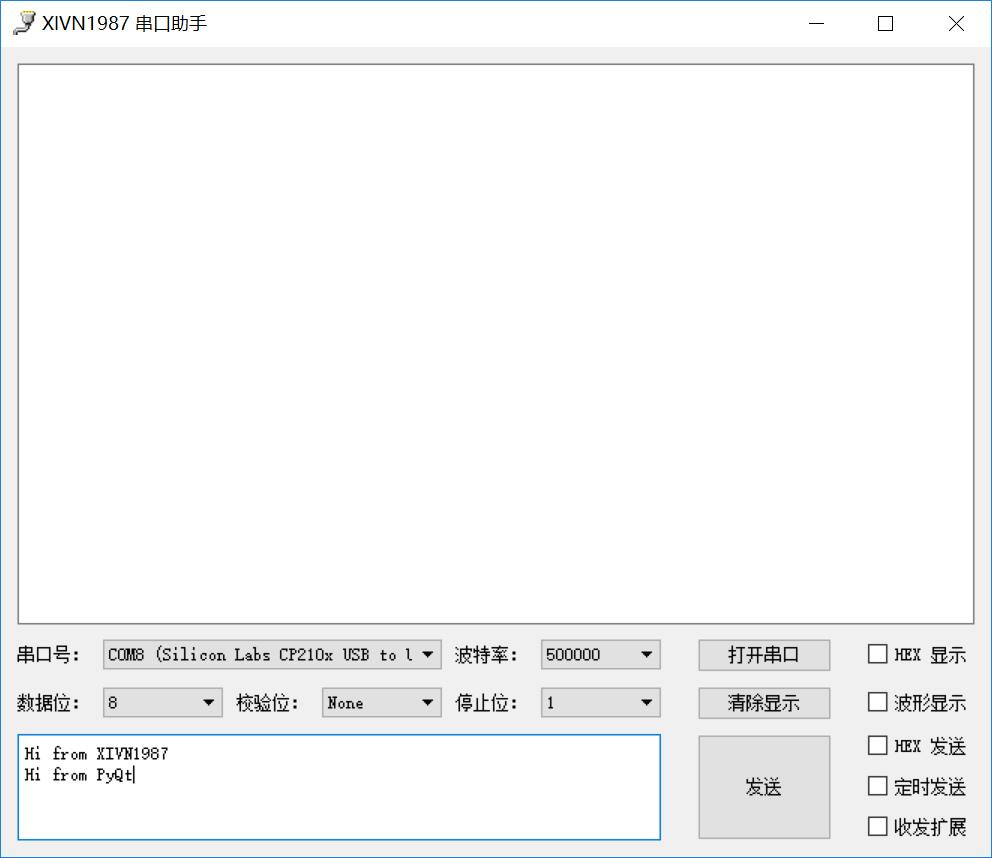 XIVN1987 串口助手
串口号： COM8 (Silicon Labs CP210x USB to 波特率： 500000 打开串口 HEX 显示
数据位： 8 校验位： None 停止位： 1 清除显示 波形显示
Hi from XIVN1987
Hi from PyQt
发送
HEX 发送
定时发送
收发扩展